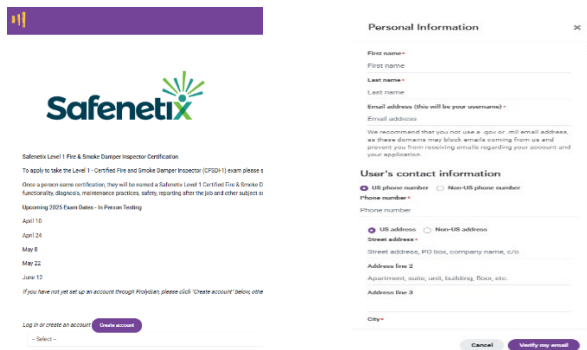 Safenetix
Safenetix Level 1 Fire & Smoke Damper Inspector Certification
To apply to take the Level 1 - Certified Fire and Smoke Damper Inspector (CFSDI-1) exam please s
Once a person earns certification, they will be named a Safenetix Level 1 Certified Fire & Smoke D
functionality, diagnosis, maintenance practices, safety, reporting after the job and other subject ar
Upcoming 2025 Exam Dates - In Person Testing
April 10
April 24
May 8
May 22
June 12
If you have not yet set up an account through Prolydian, please click "Create account" below, othe
Log in or create an account Create account
-- Select --
Personal Information
First name*
First name
Last name*
Last name
Email address (this will be your username) *
Email address
We recommend that you not use a .gov or .mil email address,
as these domains may block emails coming from us and
prevent you from receiving emails regarding your account and
your application.
User's contact information
US phone number Non-US phone number
Phone number*
Phone number
US address Non-US address
Street address*
Street address, PO box, company name, c/o
Address line 2
Apartment, suite, unit, building, floor, etc.
Address line 3
City*
Cancel Verify my email